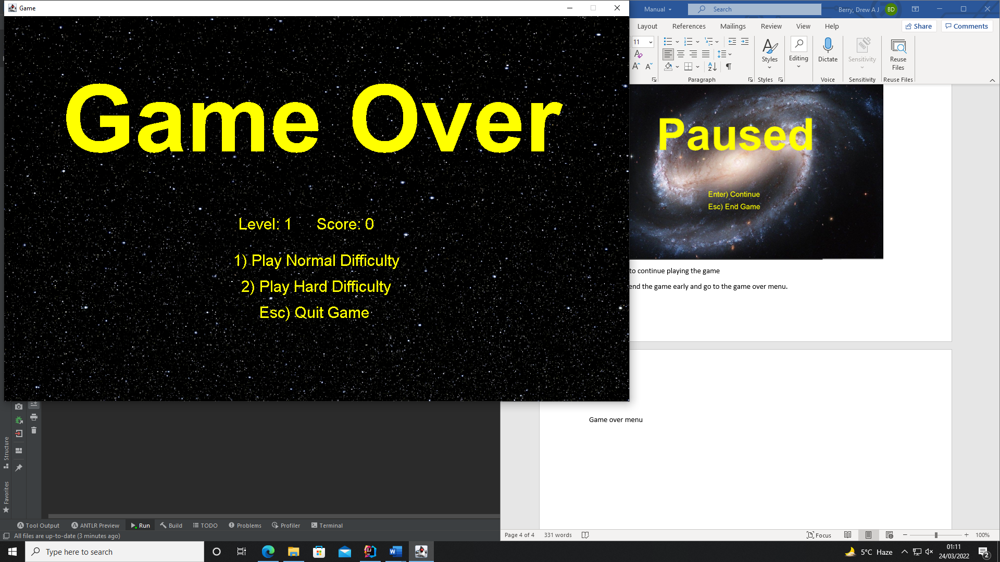 Game
Game Over
Level: 1 Score: 0
1) Play Normal Difficulty
2) Play Hard Difficulty
Esc) Quit Game
Manual
Search
Berry, Drew A J
BD
Layout References Mailings Review View Help
Share
Comments
11
Paragraph
Styles
Styles
Editing
Dictate
Voice
Sensitivity
Sensitivity
Reuse
Files
Reuse Files
Paused
Enter) Continue
Esc) End Game
to continue playing the game
end the game early and go to the game over menu.
Game over menu
Structure
Favorites
Tool Output ANTLR Preview Run Build TODO Problems Profiler Terminal
All files are up-to-date (3 minutes ago)
Page 4 of 4 331 words
Focus
100%
Type here to search
5°C Haze
01:11
24/03/2022
2